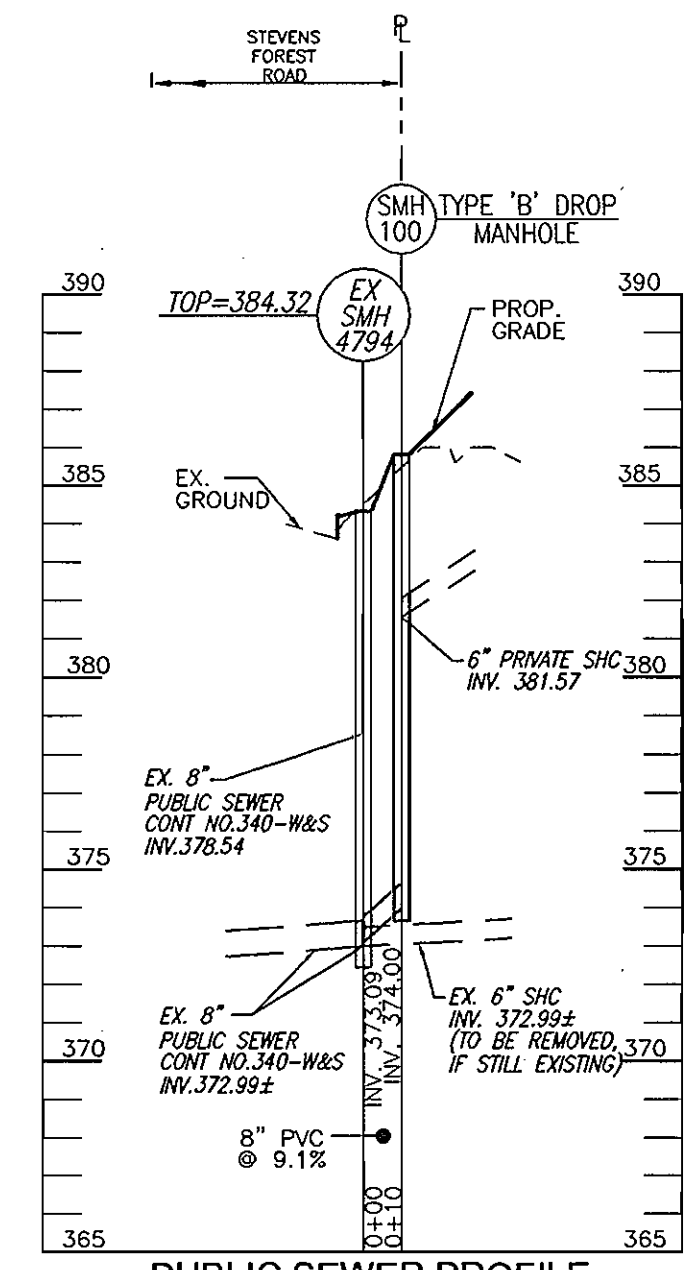 STEVENS
FOREST
ROAD
PL
SMH
100
TYPE 'B' DROP
MANHOLE
390
390
TOP=384.32
EX
SMH
4794
PROP.
GRADE
385
385
EX.
GROUND
6" PRIVATE SHC
INV. 381.57
380
380
EX. 8"
PUBLIC SEWER
CONT NO.340-W&S
INV.378.54
375
375
EX. 8"
PUBLIC SEWER
CONT NO.340-W&S
INV.372.99±
INV. 373.09
INV. 374.00
EX. 6" SHC
INV. 372.99±
(TO BE REMOVED,
IF STILL EXISTING)
370
370
8" PVC
@ 9.1%
0+00
0+10
365
365
PUBLIC SEWER PROFILE